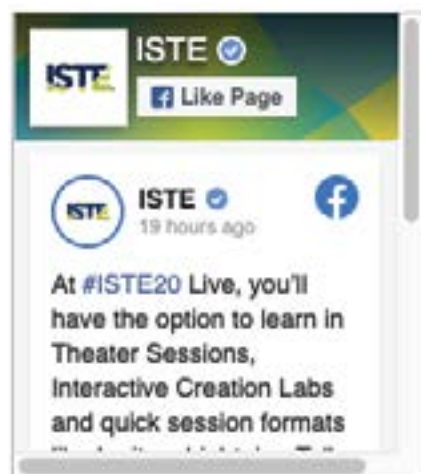 ISTE
ISTE
Like Page
ISTE
ISTE
19 hours ago
At #ISTE20 Live, you'll
have the option to learn in
Theater Sessions,
Interactive Creation Labs
and quick session formats